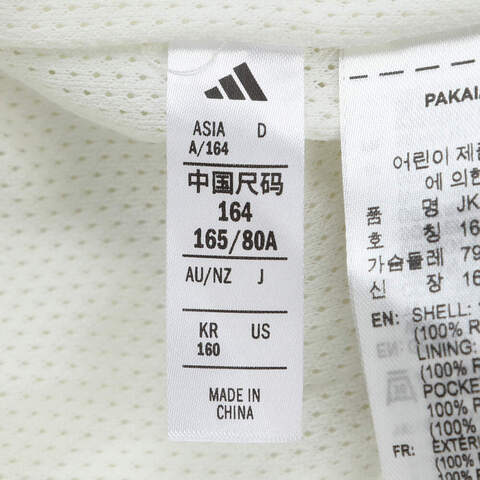 ASIA D
A/164
中国尺码
164
165/80A
AU/NZ J
KR US
160
MADE IN
CHINA
어린이 제품
에 의한
품 명 JK
호 칭 16
가슴둘레 79
신 장 16
EN: SHELL:
(100% R
LINING:
(100% R
POCKE
100% R
(100%
FR: EXTER
100%
(100%